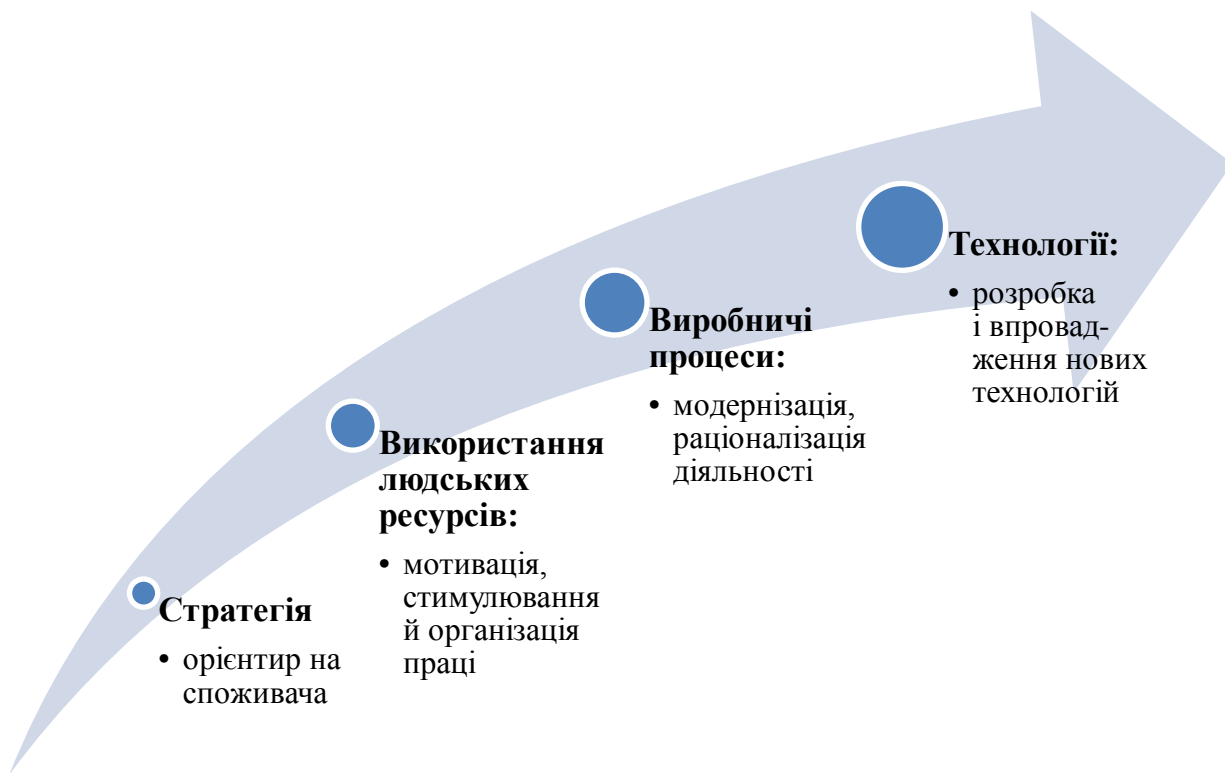 Стратегія
• орієнтир на
споживача
Використання
людських
ресурсів:
• мотивація,
стимулювання
й організація
праці
Виробничі
процеси:
• модернізація,
раціоналізація
діяльності
Технології:
• розробка
і впровад-
ження нових
технологій